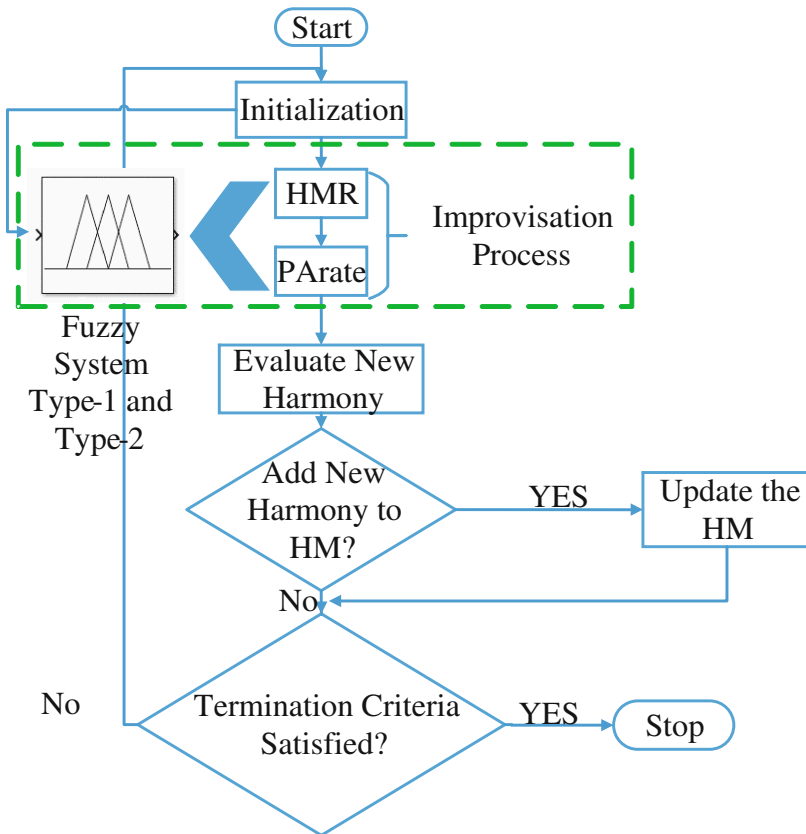 Start
Initialization
HMR
PArate
Improvisation
Process
Fuzzy
System
Type-1 and
Type-2
Evaluate New
Harmony
Add New
Harmony to
HM?
YES
Update the
HM
No
Termination Criteria
Satisfied?
No
YES
Stop